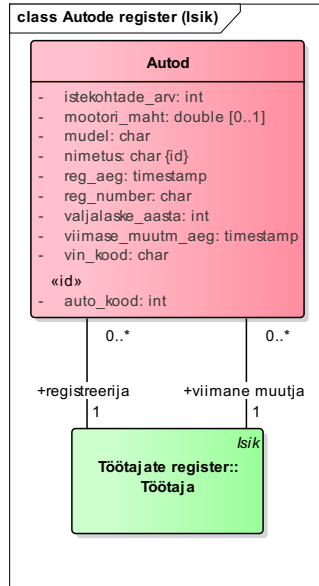 class Autode register (Isik)
Autod
- istekohtade_arv: int
- mootori_maht: double [0..1]
- mudel: char
- nimetus: char {id}
- reg_aeg: timestamp
- reg_number: char
- valjalaske_aasta: int
- viimase_muutm_aeg: timestamp
- vin_kood: char
«id»
- auto_kood: int
0..* 0..*
+registreerija +viimane muutja
1 1
Isik
Töötajate register::
Töötaja